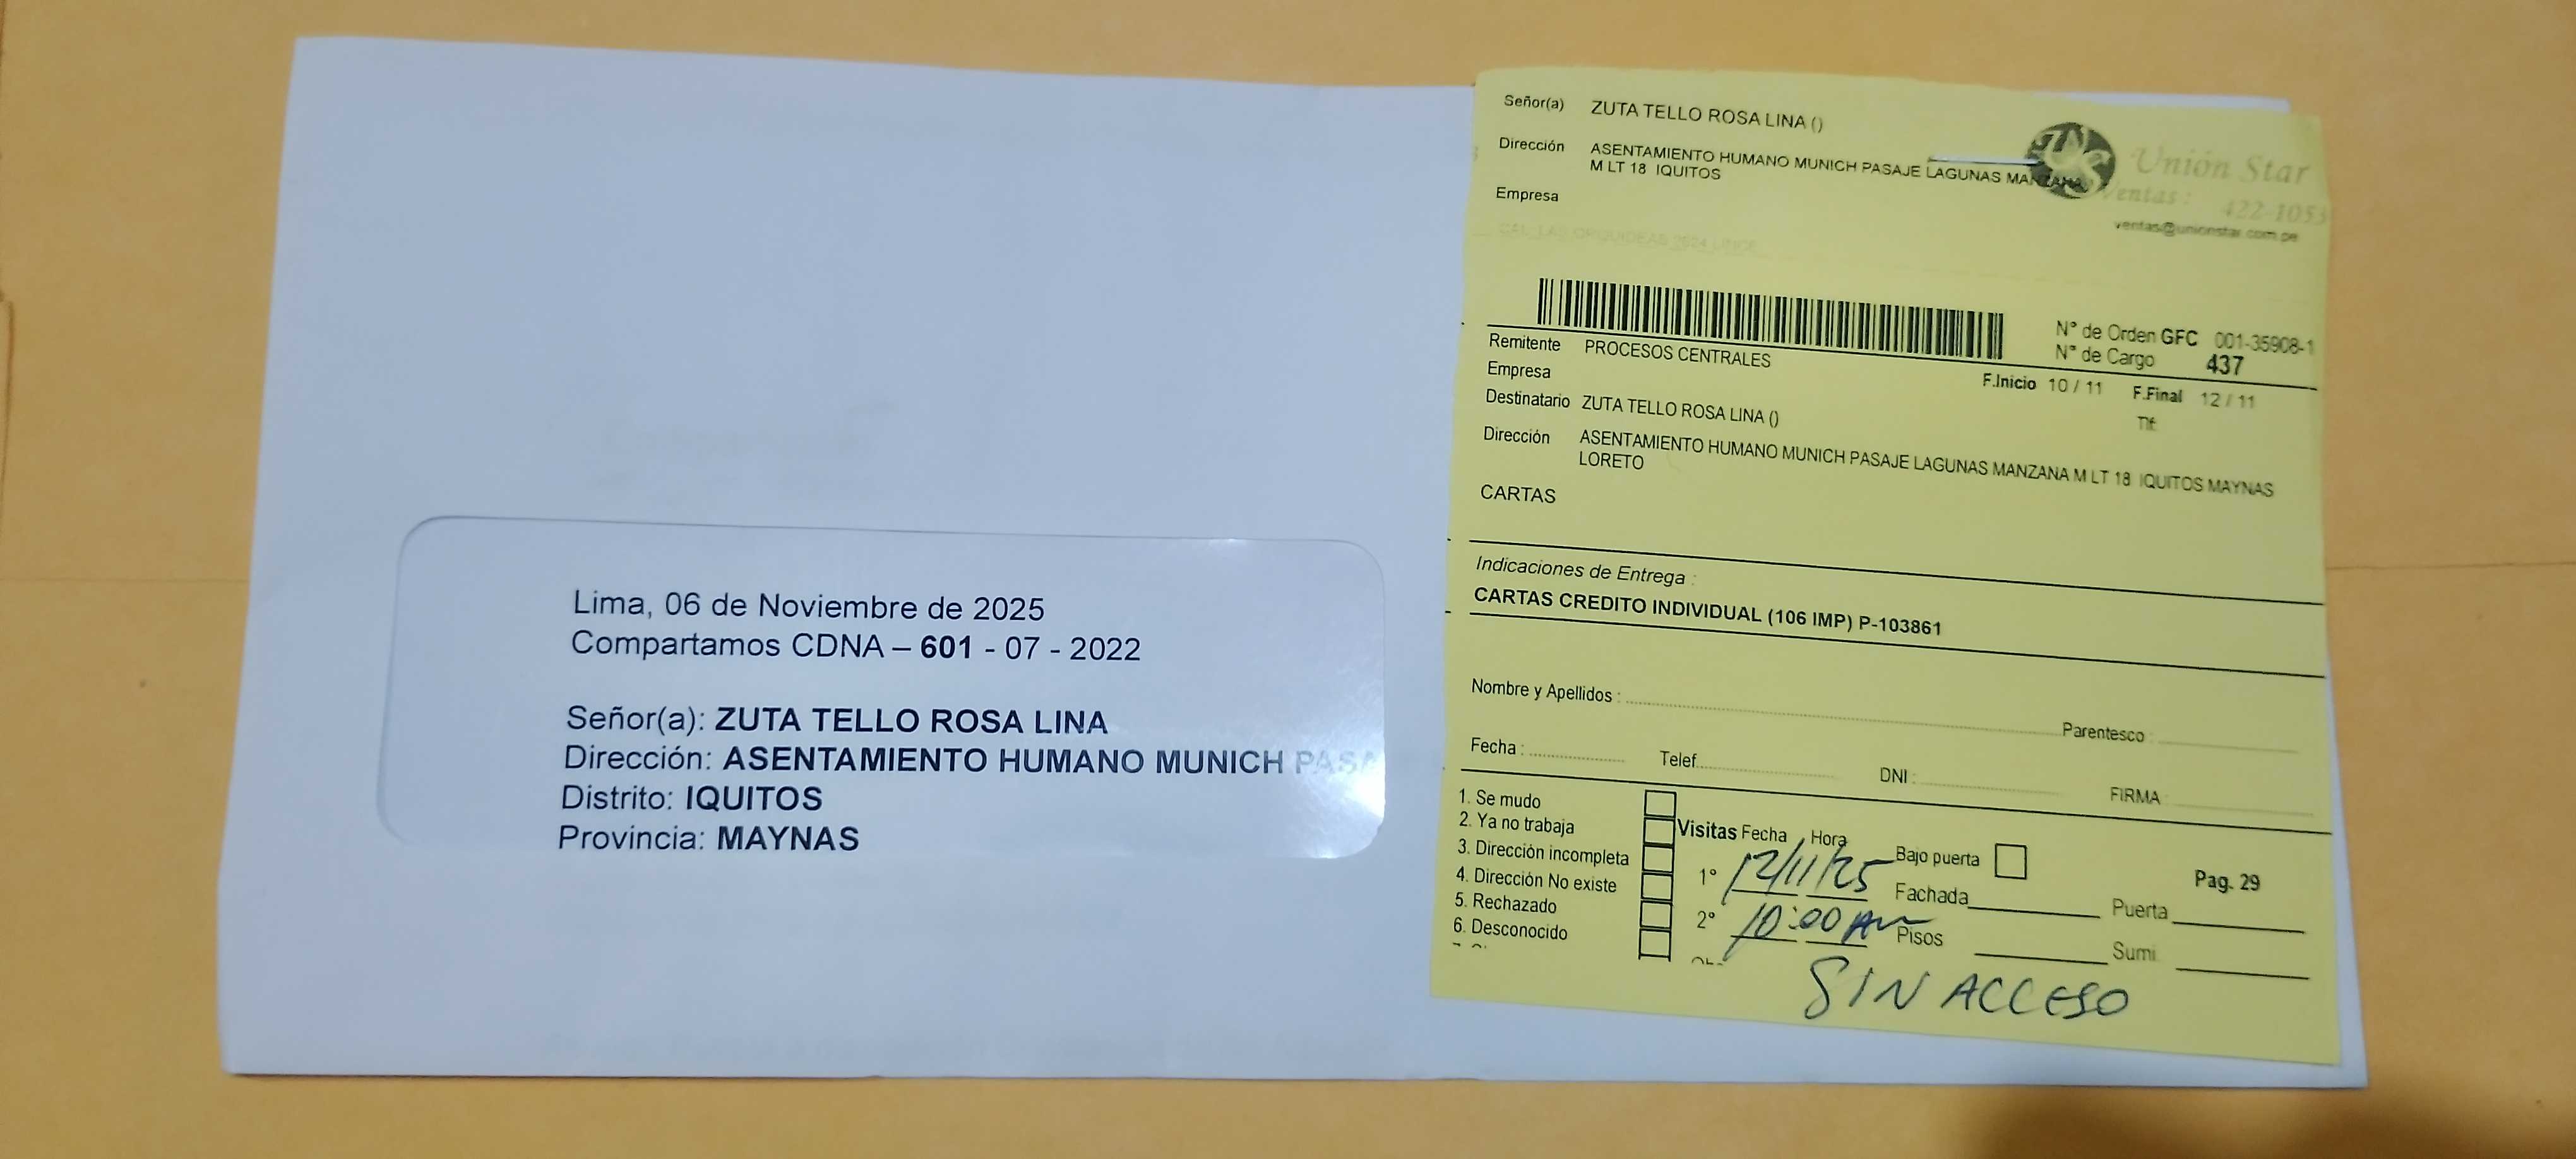 Lima, 06 de Noviembre de 2025
Compartamos CDNA – 601 - 07 - 2022
Señor(a): ZUTA TELLO ROSA LINA
Dirección: ASENTAMIENTO HUMANO MUNICH PASA
Distrito: IQUITOS
Provincia: MAYNAS
Señor(a) ZUTA TELLO ROSA LINA ()
Dirección ASENTAMIENTO HUMANO MUNICH PASAJE LAGUNAS MANZANA
M LT 18 IQUITOS
Empresa
Unión Star
Ventas : 422-1053
ventas@unionstar.com.pe
N° de Orden GFC 001-35908-1
N° de Cargo 437
Remitente PROCESOS CENTRALES
Empresa
F.Inicio 10 / 11 F.Final 12 / 11
Destinatario ZUTA TELLO ROSA LINA ()
Tlf:
Dirección ASENTAMIENTO HUMANO MUNICH PASAJE LAGUNAS MANZANA M LT 18 IQUITOS MAYNAS
LORETO
CARTAS
Indicaciones de Entrega :
CARTAS CREDITO INDIVIDUAL (106 IMP) P-103861
Nombre y Apellidos :
Parentesco :
Fecha : Telef. DNI : FIRMA
1. Se mudo
2. Ya no trabaja
3. Dirección incompleta
4. Dirección No existe
5. Rechazado
6. Desconocido
Visitas Fecha Hora
1° 12/11/25
2° 10:00 AM
Bajo puerta
Fachada Puerta
Pisos Sumi.
Pag. 29
SIN ACCESO